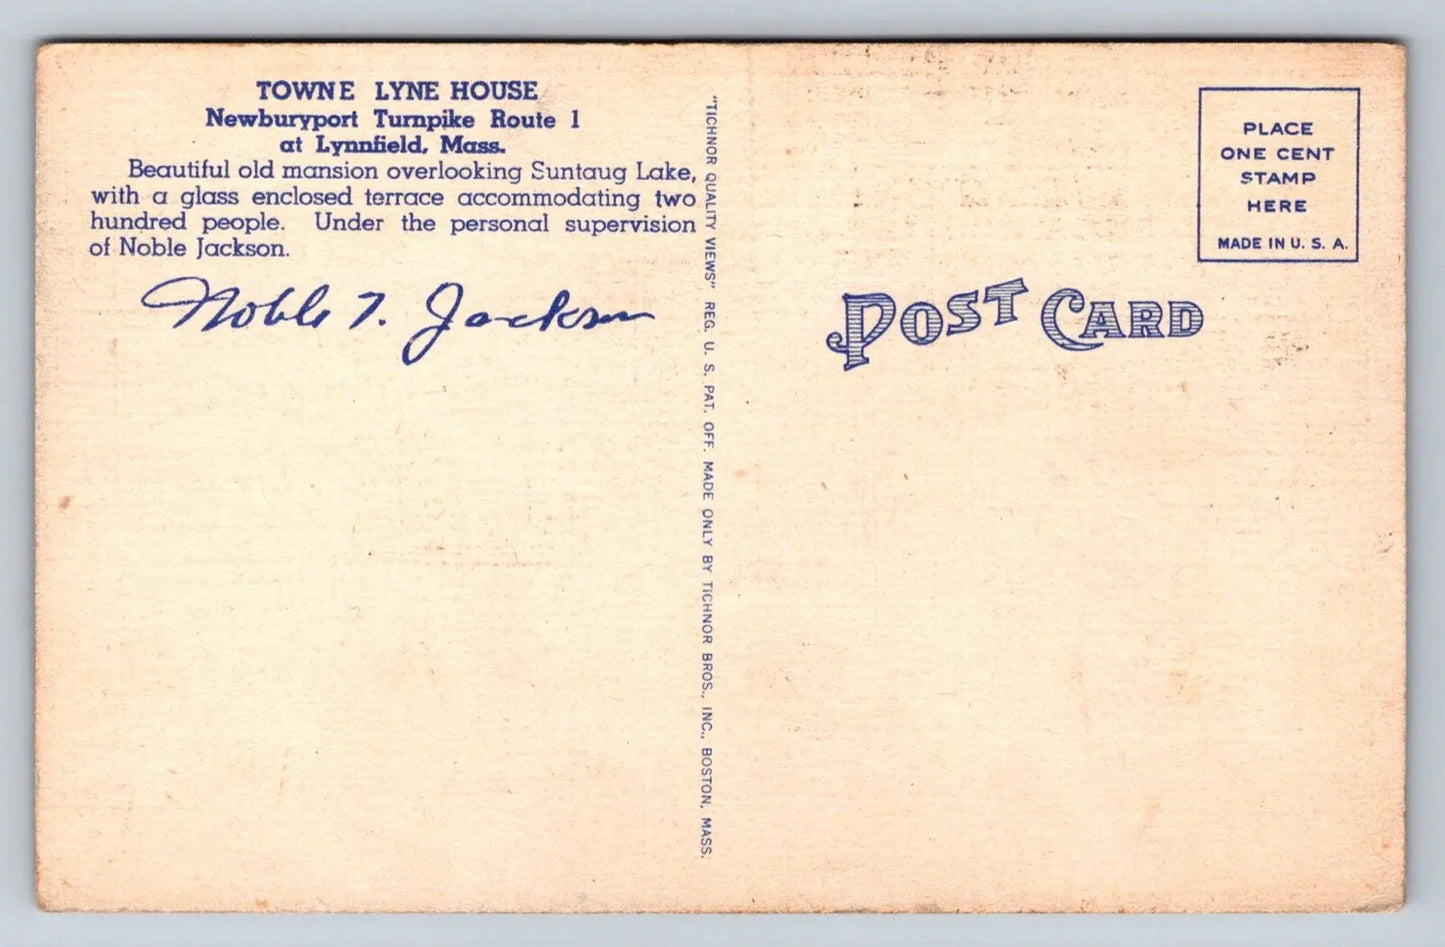 TOWNE LYNE HOUSE
Newburyport Turnpike Route 1
at Lynnfield, Mass.
Beautiful old mansion overlooking Suntaug Lake,
with a glass enclosed terrace accommodating two
hundred people. Under the personal supervision
of Noble Jackson.
Noble T. Jackson
"TICHNOR QUALITY VIEWS" REG. U. S. PAT. OFF. MADE ONLY BY TICHNOR BROS., INC., BOSTON, MASS.
POST CARD
PLACE
ONE CENT
STAMP
HERE
MADE IN U. S. A.